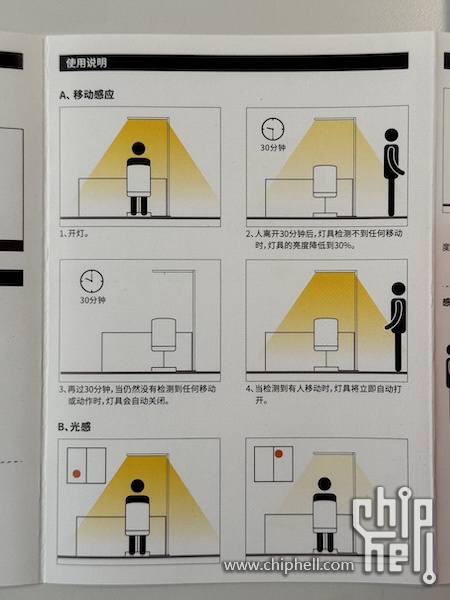 使用说明
A、移动感应
30分钟
1、开灯。
2、人离开30分钟后，灯具检测不到任何移动
时，灯具的亮度降低到30%。
30分钟
3、再过30分钟，当仍然没有检测到任何移动
或动作时，灯具会自动关闭。
4、当检测到有人移动时，灯具将立即自动打
开。
B、光感
度
感
chip
hell
www.chiphell.com